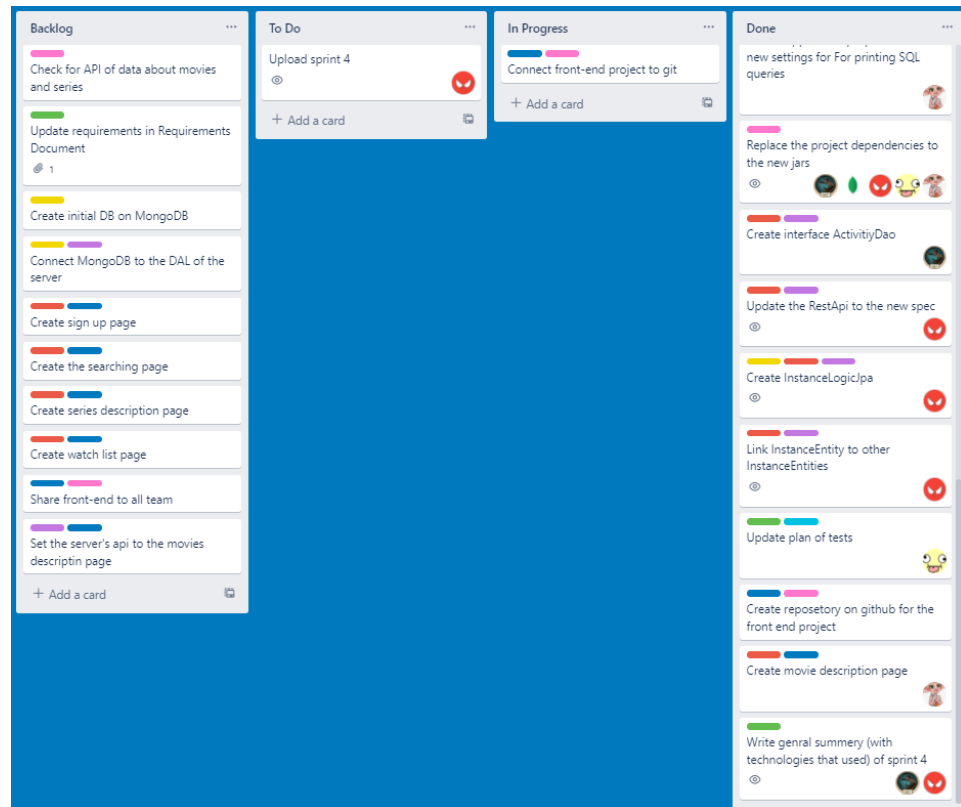 Backlog
Check for API of data about movies
and series
Update requirements in Requirements
Document
1
Create initial DB on MongoDB
Connect MongoDB to the DAL of the
server
Create sign up page
Create the searching page
Create series description page
Create watch list page
Share front-end to all team
Set the server's api to the movies
descriptin page
+ Add a card
To Do
Upload sprint 4
+ Add a card
In Progress
Connect front-end project to git
+ Add a card
Done
new settings for For printing SQL
queries
Replace the project dependencies to
the new jars
Create interface ActivitiyDao
Update the RestApi to the new spec
Create InstanceLogicJpa
Link InstanceEntity to other
InstanceEntities
Update plan of tests
Create reposetory on github for the
front end project
Create movie description page
Write genral summery (with
technologies that used) of sprint 4